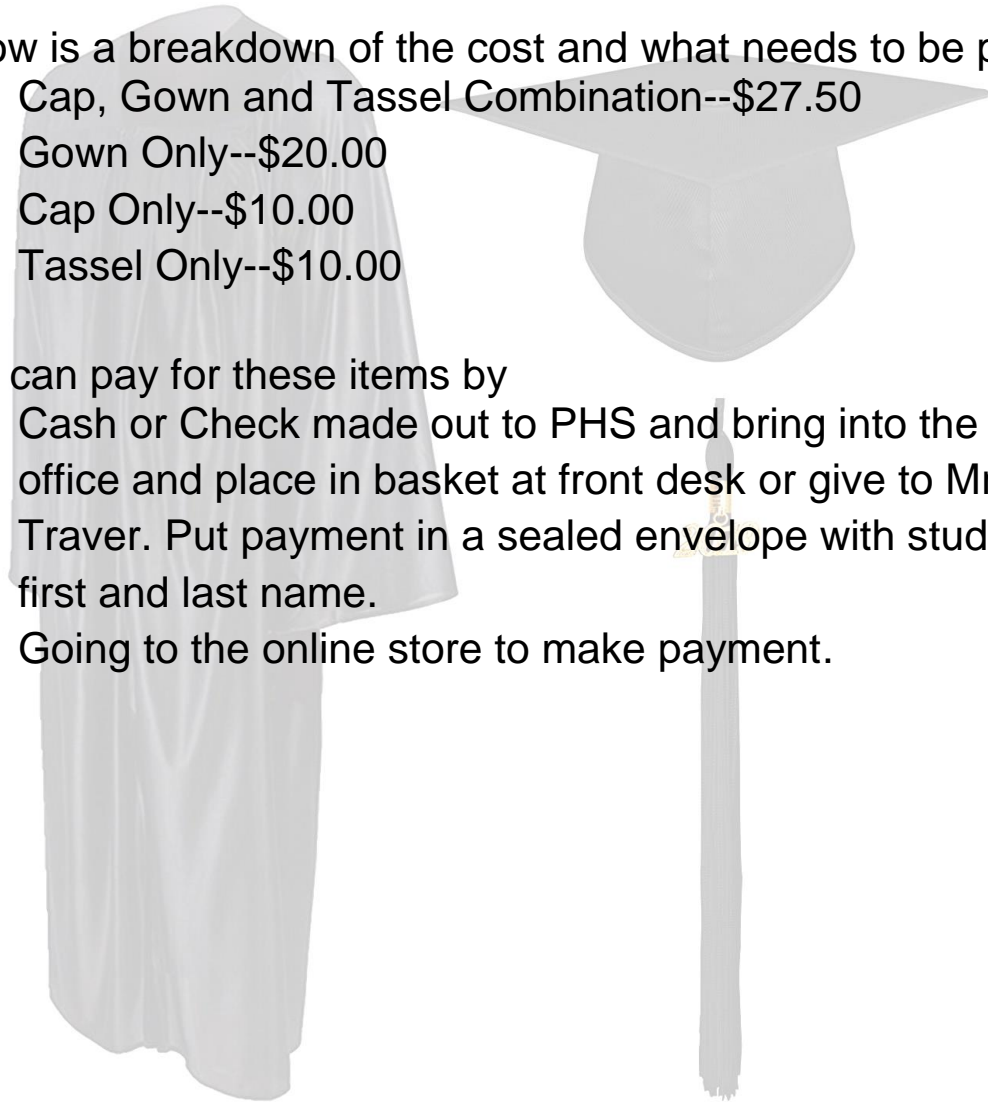 ow is a breakdown of the cost and what needs to be p
Cap, Gown and Tassel Combination--$27.50
Gown Only--$20.00
Cap Only--$10.00
Tassel Only--$10.00
can pay for these items by
Cash or Check made out to PHS and bring into the
office and place in basket at front desk or give to Mr
Traver. Put payment in a sealed envelope with stud
first and last name.
Going to the online store to make payment.